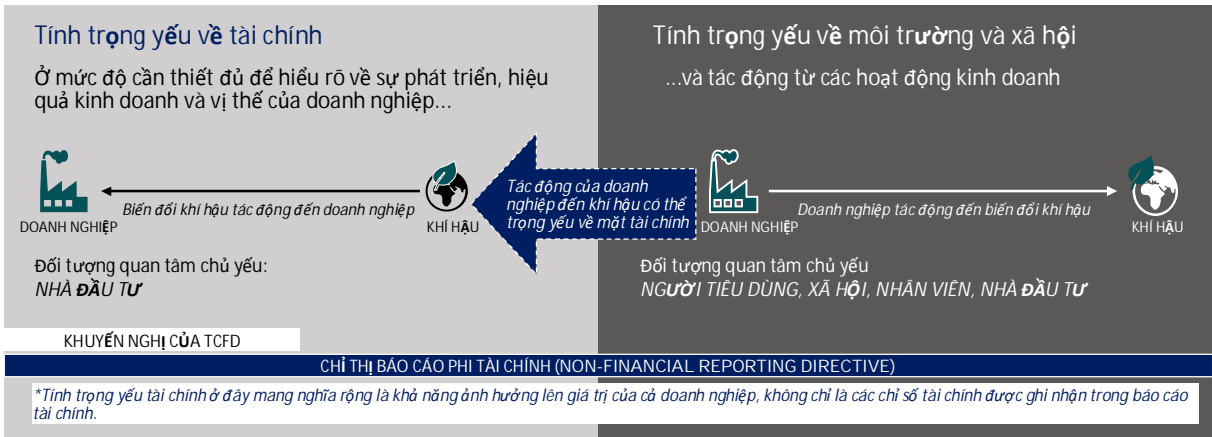 Tính trọng yếu về tài chính
Ở mức độ cần thiết đủ để hiểu rõ về sự phát triển, hiệu
quả kinh doanh và vị thế của doanh nghiệp...
Biến đổi khí hậu tác động đến doanh nghiệp
DOANH NGHIỆP
KHÍ HẬU
Đối tượng quan tâm chủ yếu:
NHÀ ĐẦU TƯ
Tác động của doanh
nghiệp đến khí hậu có thể
trọng yếu về mặt tài chính
Tính trọng yếu về môi trường và xã hội
...và tác động từ các hoạt động kinh doanh
Doanh nghiệp tác động đến biến đổi khí hậu
DOANH NGHIỆP
KHÍ HẬU
Đối tượng quan tâm chủ yếu
NGƯỜI TIÊU DÙNG, XÃ HỘI, NHÂN VIÊN, NHÀ ĐẦU TƯ
KHUYẾN NGHỊ CỦA TCFD
CHỈ THỊ BÁO CÁO PHI TÀI CHÍNH (NON-FINANCIAL REPORTING DIRECTIVE)
*Tính trọng yếu tài chính ở đây mang nghĩa rộng là khả năng ảnh hưởng lên giá trị của cả doanh nghiệp, không chỉ là các chỉ số tài chính được ghi nhận trong báo cáo
tài chính.